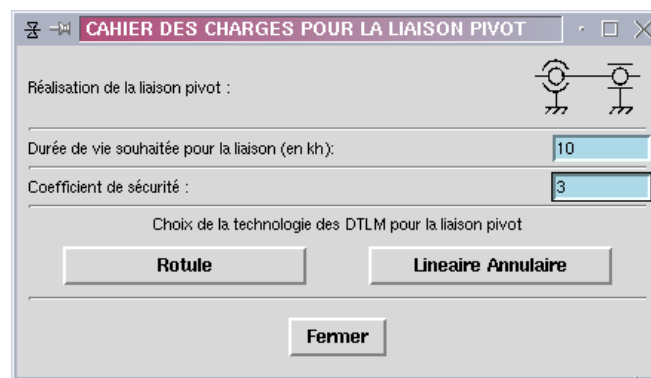 CAHIER DES CHARGES POUR LA LIAISON PIVOT
Réalisation de la liaison pivot :
Durée de vie souhaitée pour la liaison (en kh): 10
Coefficient de sécurité : 3
Choix de la technologie des DTLM pour la liaison pivot
Rotule Lineaire Annulaire
Fermer